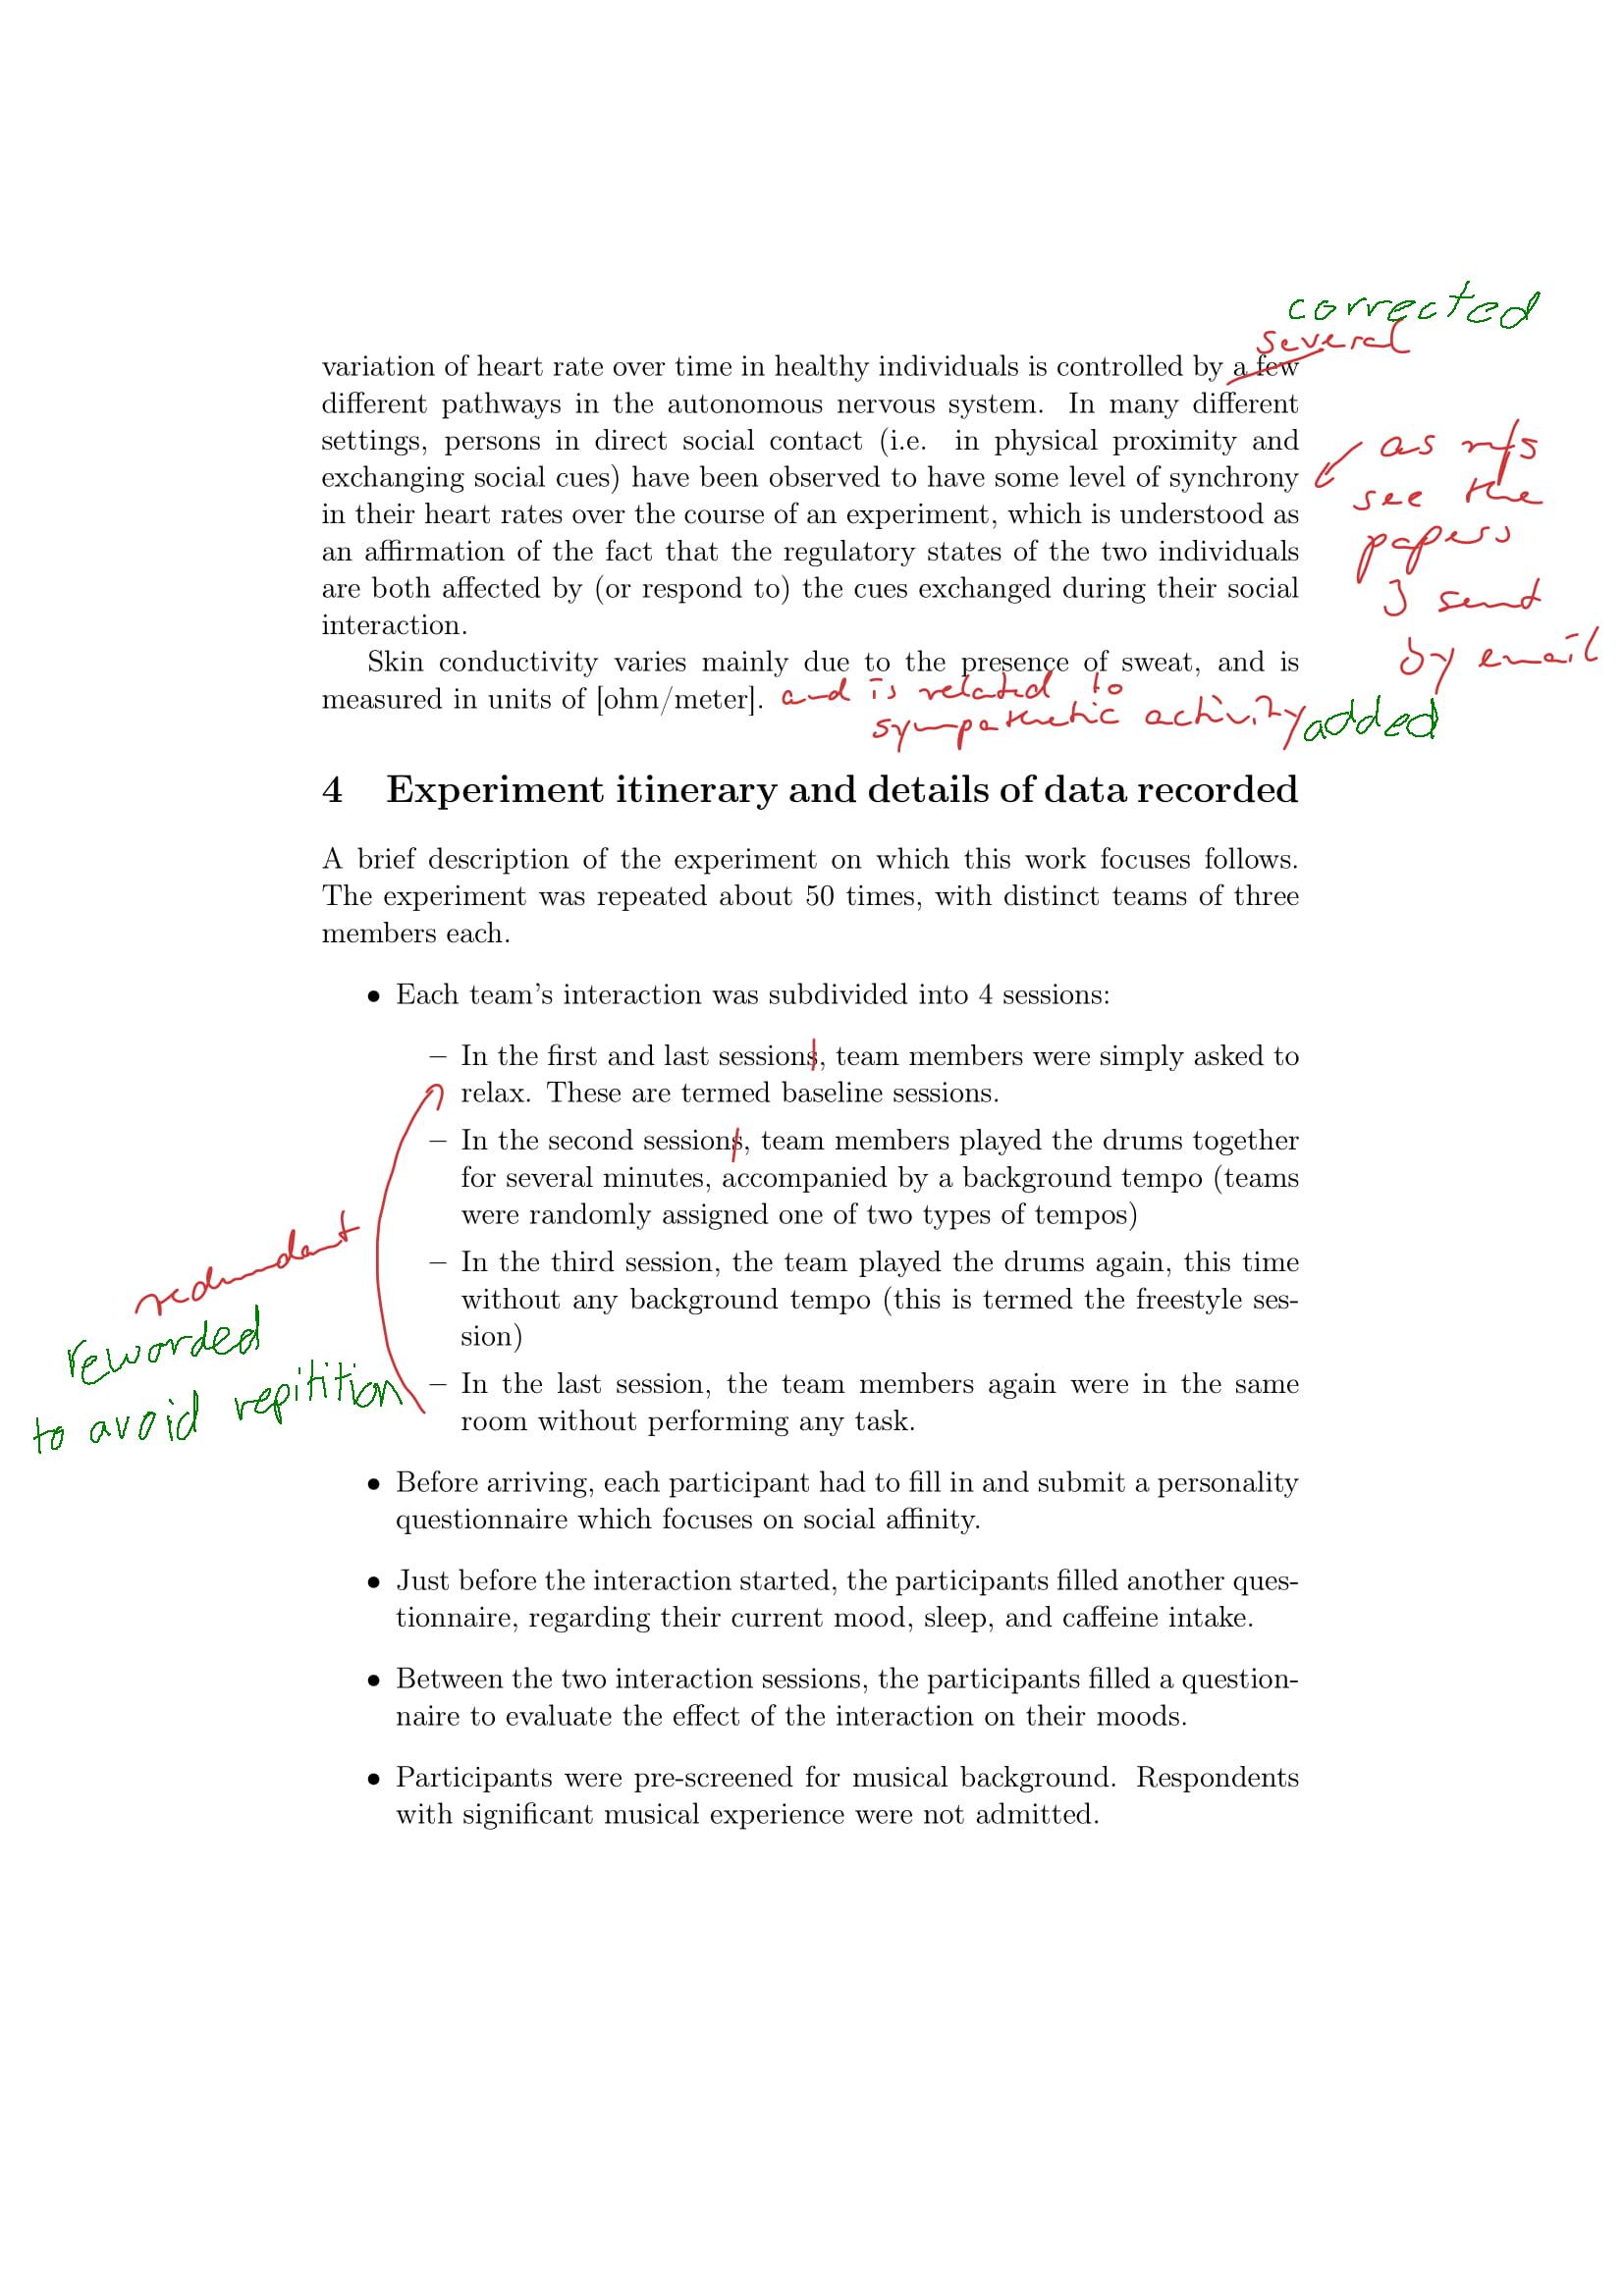 corrected
several
variation of heart rate over time in healthy individuals is controlled by a few
different pathways in the autonomous nervous system. In many different
settings, persons in direct social contact (i.e. in physical proximity and
exchanging social cues) have been observed to have some level of synchrony
in their heart rates over the course of an experiment, which is understood as
an affirmation of the fact that the regulatory states of the two individuals
are both affected by (or respond to) the cues exchanged during their social
interaction.
as
see the
papers
I send
by email
Skin conductivity varies mainly due to the presence of sweat, and is
measured in units of [ohm/meter].
and is related to
sympathetic activity
added
4 Experiment itinerary and details of data recorded
A brief description of the experiment on which this work focuses follows.
The experiment was repeated about 50 times, with distinct teams of three
members each.
• Each team's interaction was subdivided into 4 sessions:
– In the first and last sessions, team members were simply asked to
relax. These are termed baseline sessions.
– In the second sessions, team members played the drums together
for several minutes, accompanied by a background tempo (teams
were randomly assigned one of two types of tempos)
– In the third session, the team played the drums again, this time
without any background tempo (this is termed the freestyle ses-
sion)
– In the last session, the team members again were in the same
room without performing any task.
redundant
reworded
to avoid repitition
• Before arriving, each participant had to fill in and submit a personality
questionnaire which focuses on social affinity.
• Just before the interaction started, the participants filled another ques-
tionnaire, regarding their current mood, sleep, and caffeine intake.
• Between the two interaction sessions, the participants filled a question-
naire to evaluate the effect of the interaction on their moods.
• Participants were pre-screened for musical background. Respondents
with significant musical experience were not admitted.